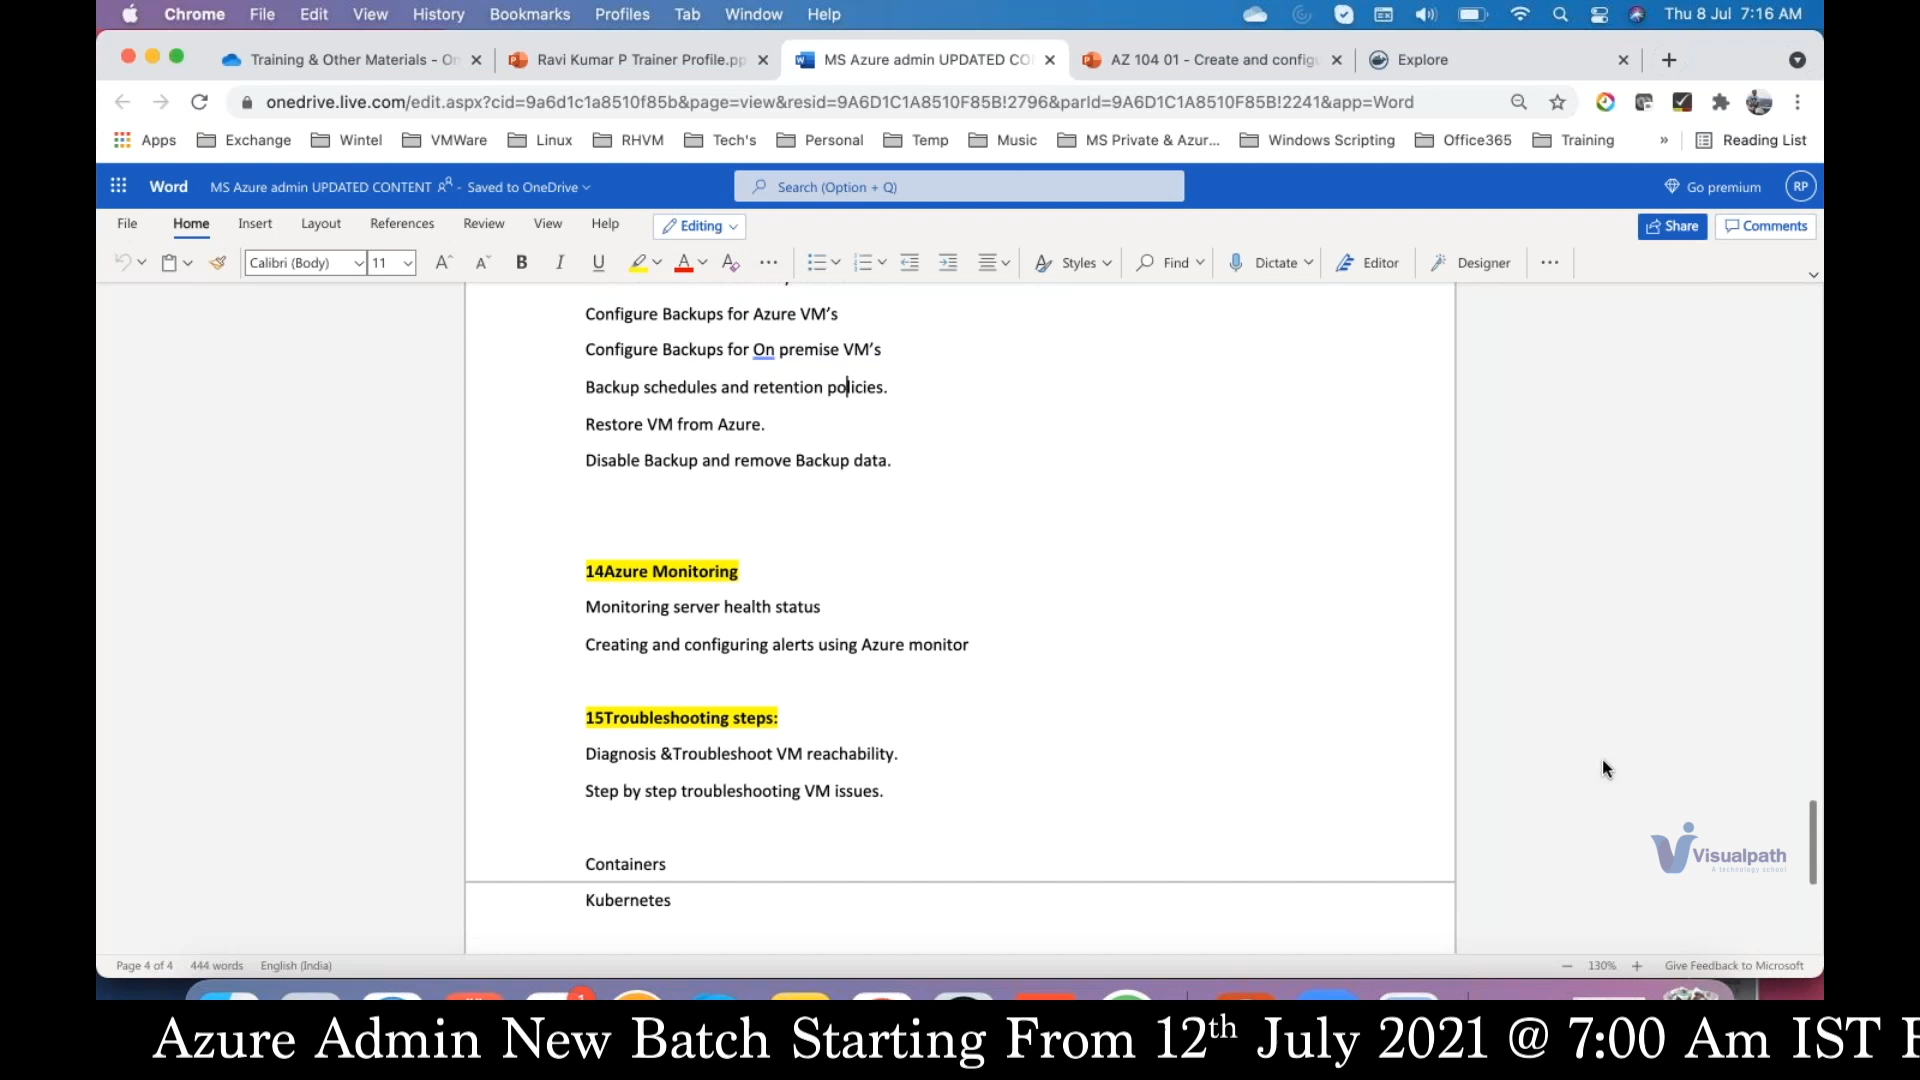 Chrome File Edit View History Bookmarks Profiles Tab Window Help Thu 8 Jul 7:16 AM
Training & Other Materials - On Ravi Kumar P Trainer Profile.pp MS Azure admin UPDATED CO AZ 104 01 - Create and configu Explore
onedrive.live.com/edit.aspx?cid=9a6d1c1a8510f85b&page=view&resid=9A6D1C1A8510F85B!2796&parId=9A6D1C1A8510F85B!2241&app=Word
Apps Exchange Wintel VMWare Linux RHVM Tech's Personal Temp Music MS Private & Azur... Windows Scripting Office365 Training » Reading List
Word MS Azure admin UPDATED CONTENT - Saved to OneDrive Search (Option + Q) Go premium RP
File Home Insert Layout References Review View Help Editing Share Comments
Calibri (Body) 11 A A B I U A A Styles Find Dictate Editor Designer
Configure Backups for Azure VM’s
Configure Backups for On premise VM’s
Backup schedules and retention policies.
Restore VM from Azure.
Disable Backup and remove Backup data.
14Azure Monitoring
Monitoring server health status
Creating and configuring alerts using Azure monitor
15Troubleshooting steps:
Diagnosis &Troubleshoot VM reachability.
Step by step troubleshooting VM issues.
Containers
Kubernetes
Visualpath
A technology school
Page 4 of 4 444 words English (India) 130% Give Feedback to Microsoft
1
Azure Admin New Batch Starting From 12th July 2021 @ 7:00 Am IST